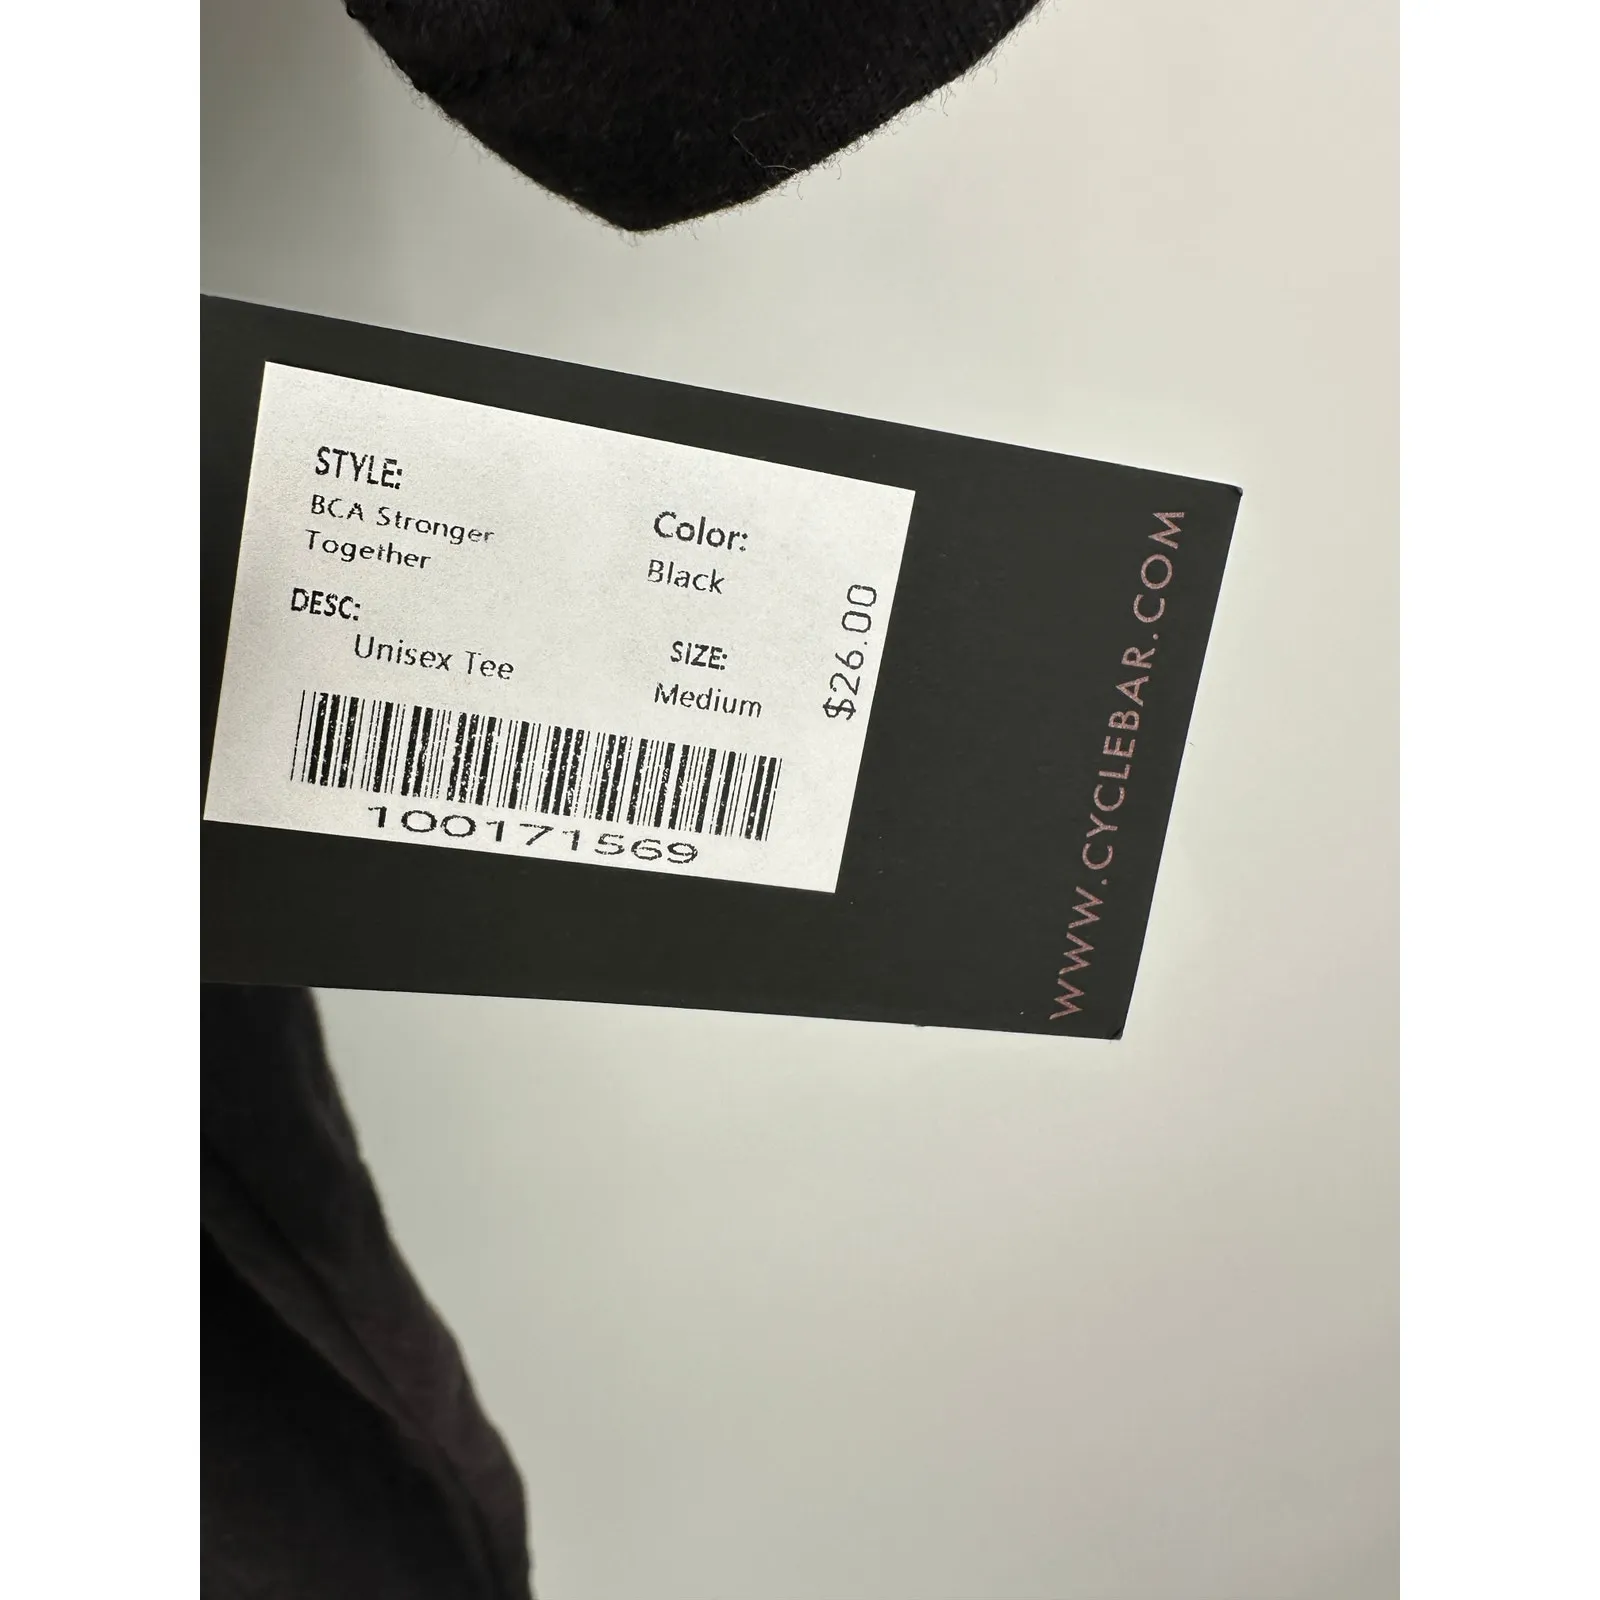 STYLE:
BCA Stronger
Together
DESC:
Unisex Tee
Color:
Black
SIZE:
Medium
$26.00
100171569
WWW.CYCLEBAR.COM